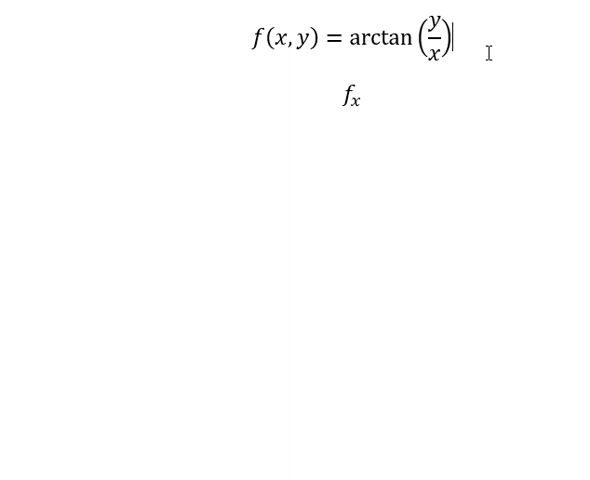 f(x, y) = arctan (y/x)
fₓ